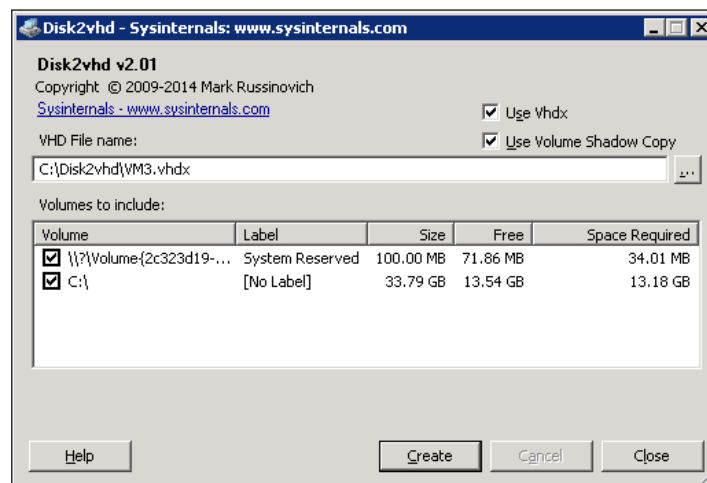 Disk2vhd - Sysinternals: www.sysinternals.com
Disk2vhd v2.01
Copyright © 2009-2014 Mark Russinovich
Sysinternals - www.sysinternals.com
Use Vhdx
VHD File name:
Use Volume Shadow Copy
C:\Disk2vhd\VM3.vhdx
...
Volumes to include:
Volume Label Size Free Space Required
\\?\Volume{2c323d19-... System Reserved 100.00 MB 71.86 MB 34.01 MB
C:\ [No Label] 33.79 GB 13.54 GB 13.18 GB
Help Create Cancel Close